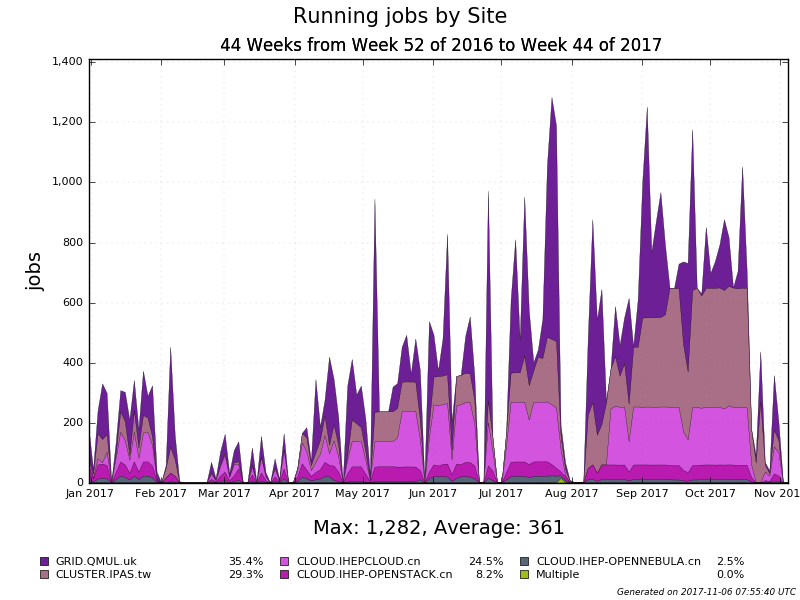 Running jobs by Site
44 Weeks from Week 52 of 2016 to Week 44 of 2017
1,400
1,200
1,000
800
600
400
200
0
jobs
Jan 2017 Feb 2017 Mar 2017 Apr 2017 May 2017 Jun 2017 Jul 2017 Aug 2017 Sep 2017 Oct 2017 Nov 201
Max: 1,282, Average: 361
GRID.QMUL.uk 35.4% CLOUD.IHEPCLOUD.cn 24.5% CLOUD.IHEP-OPENNEBULA.cn 2.5%
CLUSTER.IPAS.tw 29.3% CLOUD.IHEP-OPENSTACK.cn 8.2% Multiple 0.0%
Generated on 2017-11-06 07:55:40 UTC